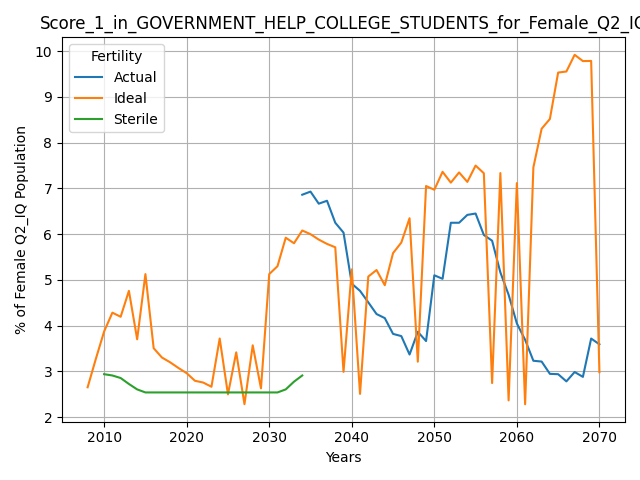 Score_1_in_GOVERNMENT_HELP_COLLEGE_STUDENTS_for_Female_Q2_IQ
Fertility
Actual
Ideal
Sterile
% of Female Q2_IQ Population
10
9
8
7
6
5
4
3
2
2010 2020 2030 2040 2050 2060 2070
Years